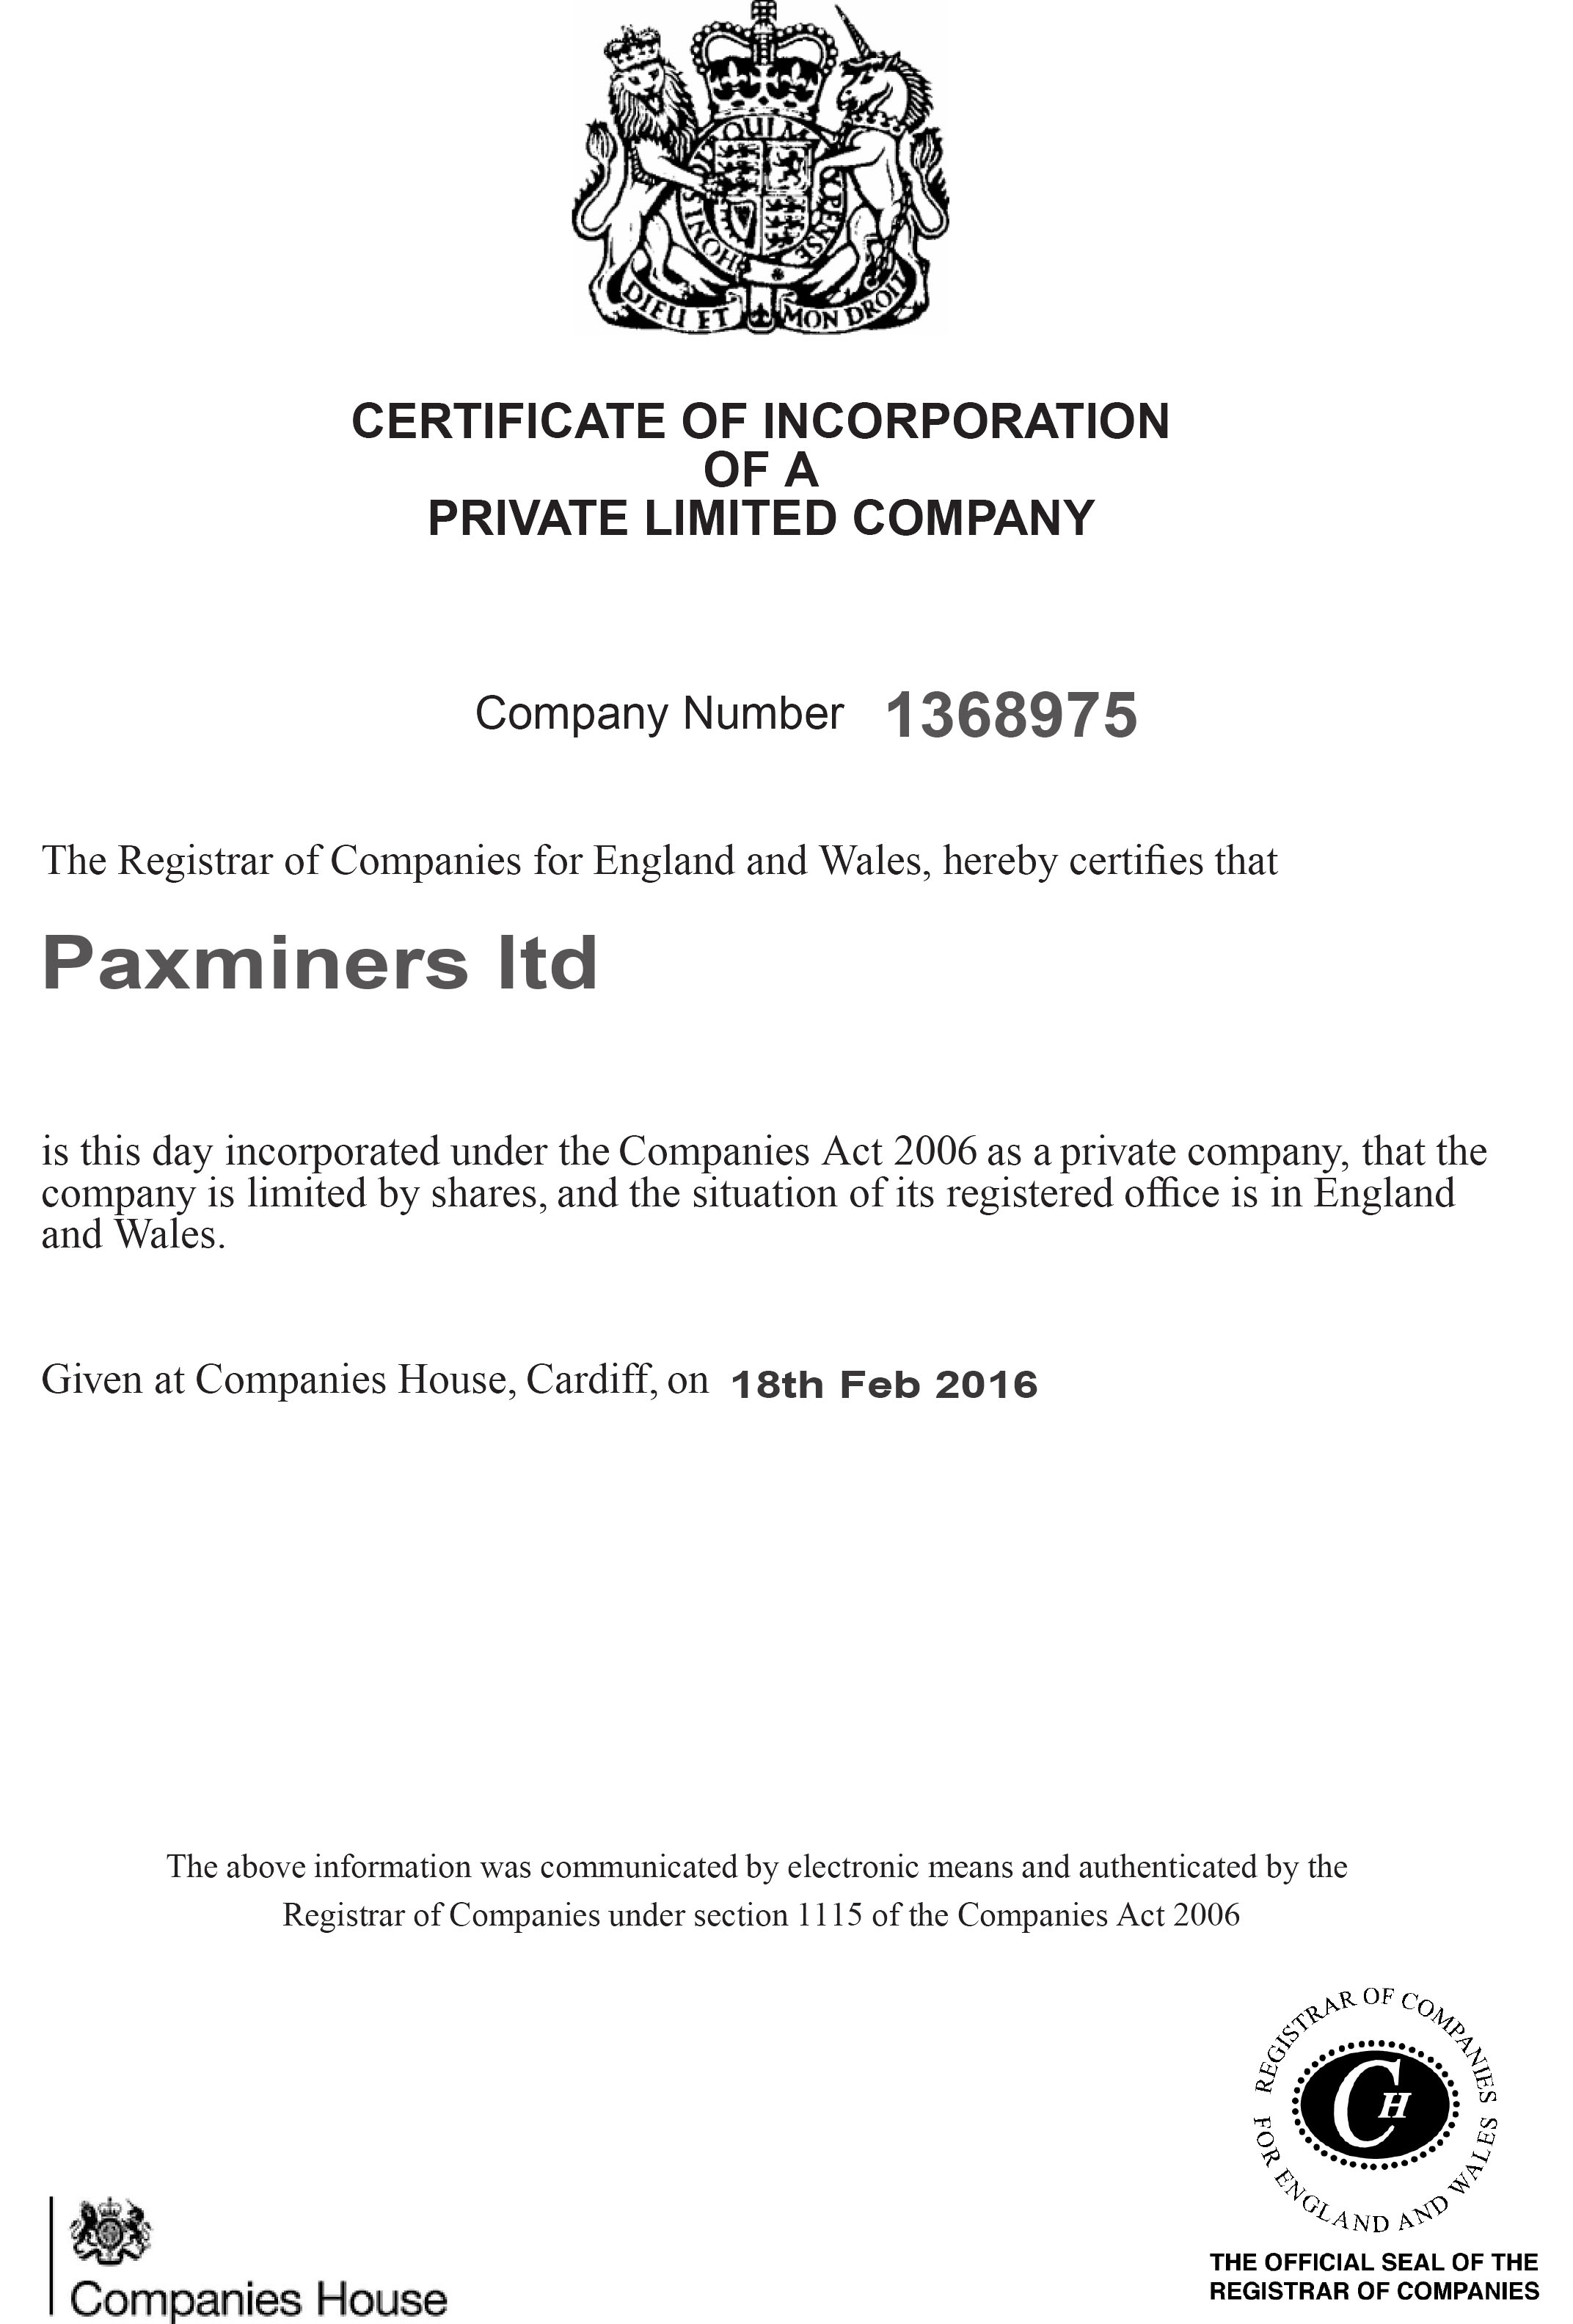 QUI M
HONI S
PENSE
DIEU ET MON DROIT
CERTIFICATE OF INCORPORATION
OF A
PRIVATE LIMITED COMPANY
Company Number 1368975
The Registrar of Companies for England and Wales, hereby certifies that
Paxminers ltd
is this day incorporated under the Companies Act 2006 as a private company, that the
company is limited by shares, and the situation of its registered office is in England
and Wales.
Given at Companies House, Cardiff, on 18th Feb 2016
The above information was communicated by electronic means and authenticated by the
Registrar of Companies under section 1115 of the Companies Act 2006
REGISTRAR OF COMPANIES
FOR ENGLAND AND WALES
CH
THE OFFICIAL SEAL OF THE
REGISTRAR OF COMPANIES
Companies House